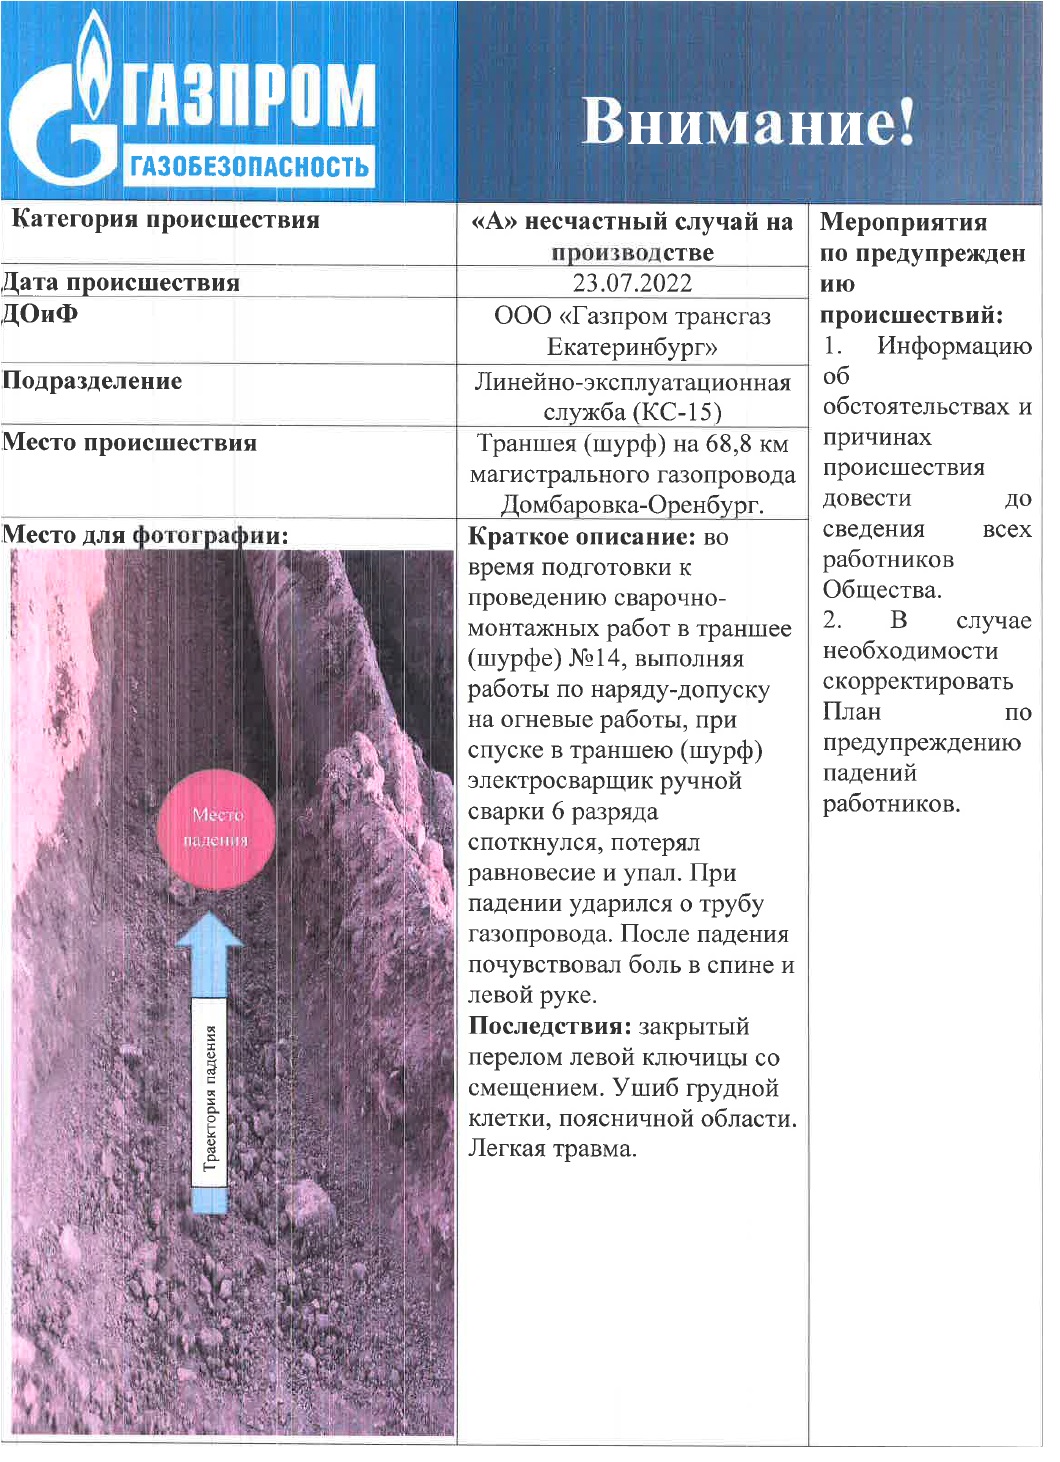 ГАЗПРОМ
ГАЗОБЕЗОПАСНОСТЬ
Внимание!
Категория происшествия
«А» несчастный случай на
производстве
Дата происшествия
23.07.2022
ДОиФ
ООО «Газпром трансгаз
Екатеринбург»
Подразделение
Линейно-эксплуатационная
служба (КС-15)
Место происшествия
Траншея (шурф) на 68,8 км
магистрального газопровода
Домбаровка-Оренбург.
Место для фотографии:
Место
падения
Траектория падения
Краткое описание: во
время подготовки к
проведению сварочно-
монтажных работ в траншее
(шурфе) №14, выполняя
работы по наряду-допуску
на огневые работы, при
спуске в траншею (шурф)
электросварщик ручной
сварки 6 разряда
споткнулся, потерял
равновесие и упал. При
падении ударился о трубу
газопровода. После падения
почувствовал боль в спине и
левой руке.
Последствия: закрытый
перелом левой ключицы со
смещением. Ушиб грудной
клетки, поясничной области.
Легкая травма.
Мероприятия
по предупрежден
ию
происшествий:
1. Информацию
об
обстоятельствах и
причинах
происшествия
довести до
сведения всех
работников
Общества.
2. В случае
необходимости
скорректировать
План по
предупреждению
падений
работников.